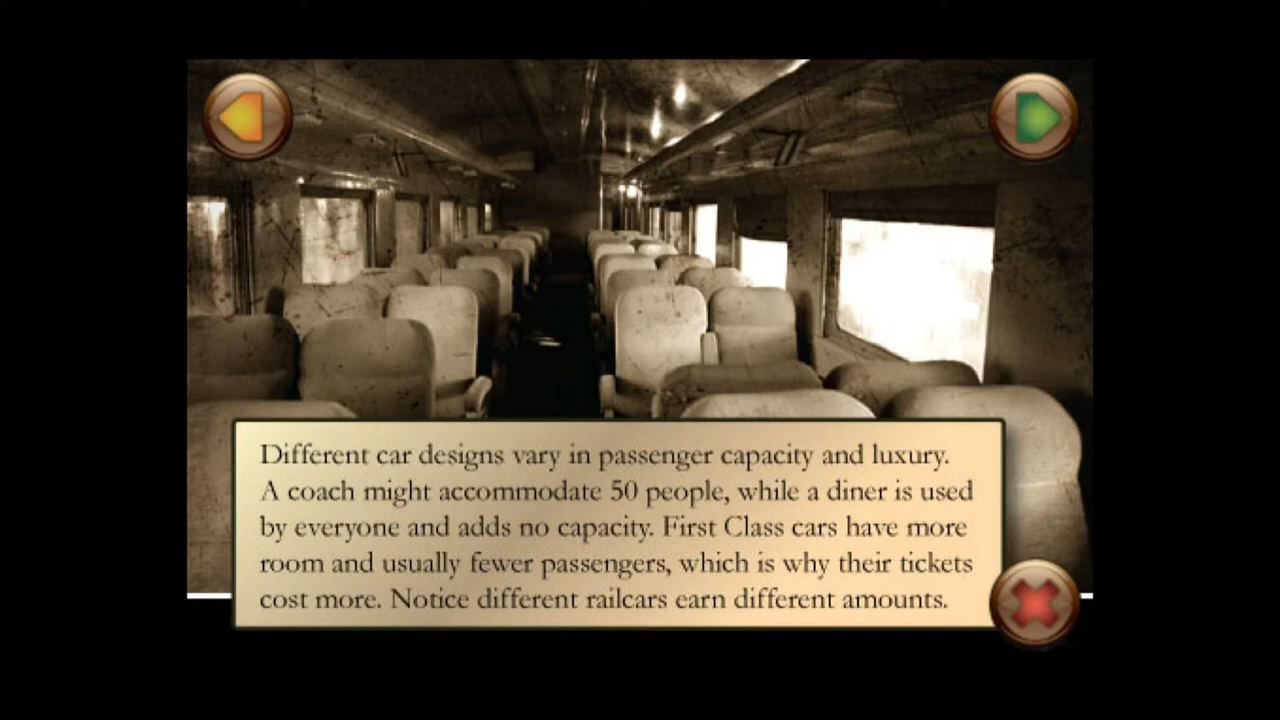 Different car designs vary in passenger capacity and luxury.
A coach might accommodate 50 people, while a diner is used
by everyone and adds no capacity. First Class cars have more
room and usually fewer passengers, which is why their tickets
cost more. Notice different railcars earn different amounts.